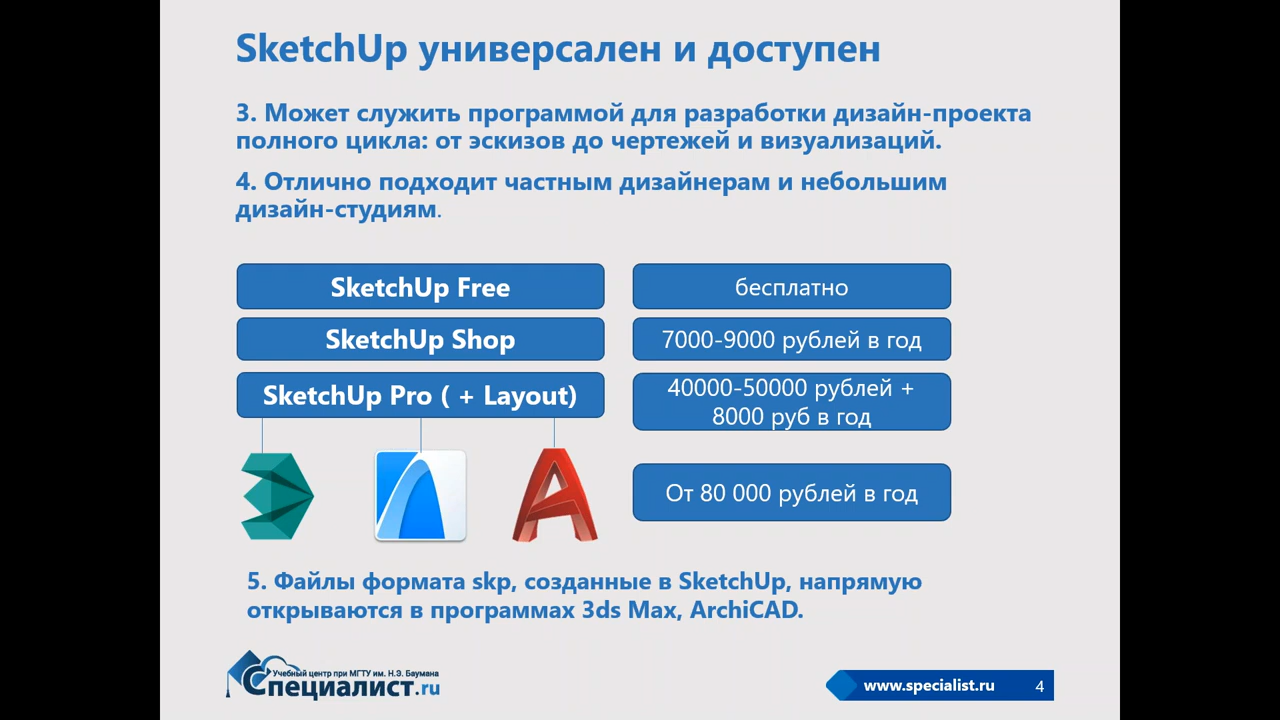 SketchUp универсален и доступен
3. Может служить программой для разработки дизайн-проекта
полного цикла: от эскизов до чертежей и визуализаций.
4. Отлично подходит частным дизайнерам и небольшим
дизайн-студиям.
SketchUp Free
бесплатно
SketchUp Shop
7000-9000 рублей в год
SketchUp Pro ( + Layout)
40000-50000 рублей +
8000 руб в год
От 80 000 рублей в год
5. Файлы формата skp, созданные в SketchUp, напрямую
открываются в программах 3ds Max, ArchiCAD.
Учебный центр при МГТУ им. Н.Э. Баумана
Специалист.ru
www.specialist.ru
4